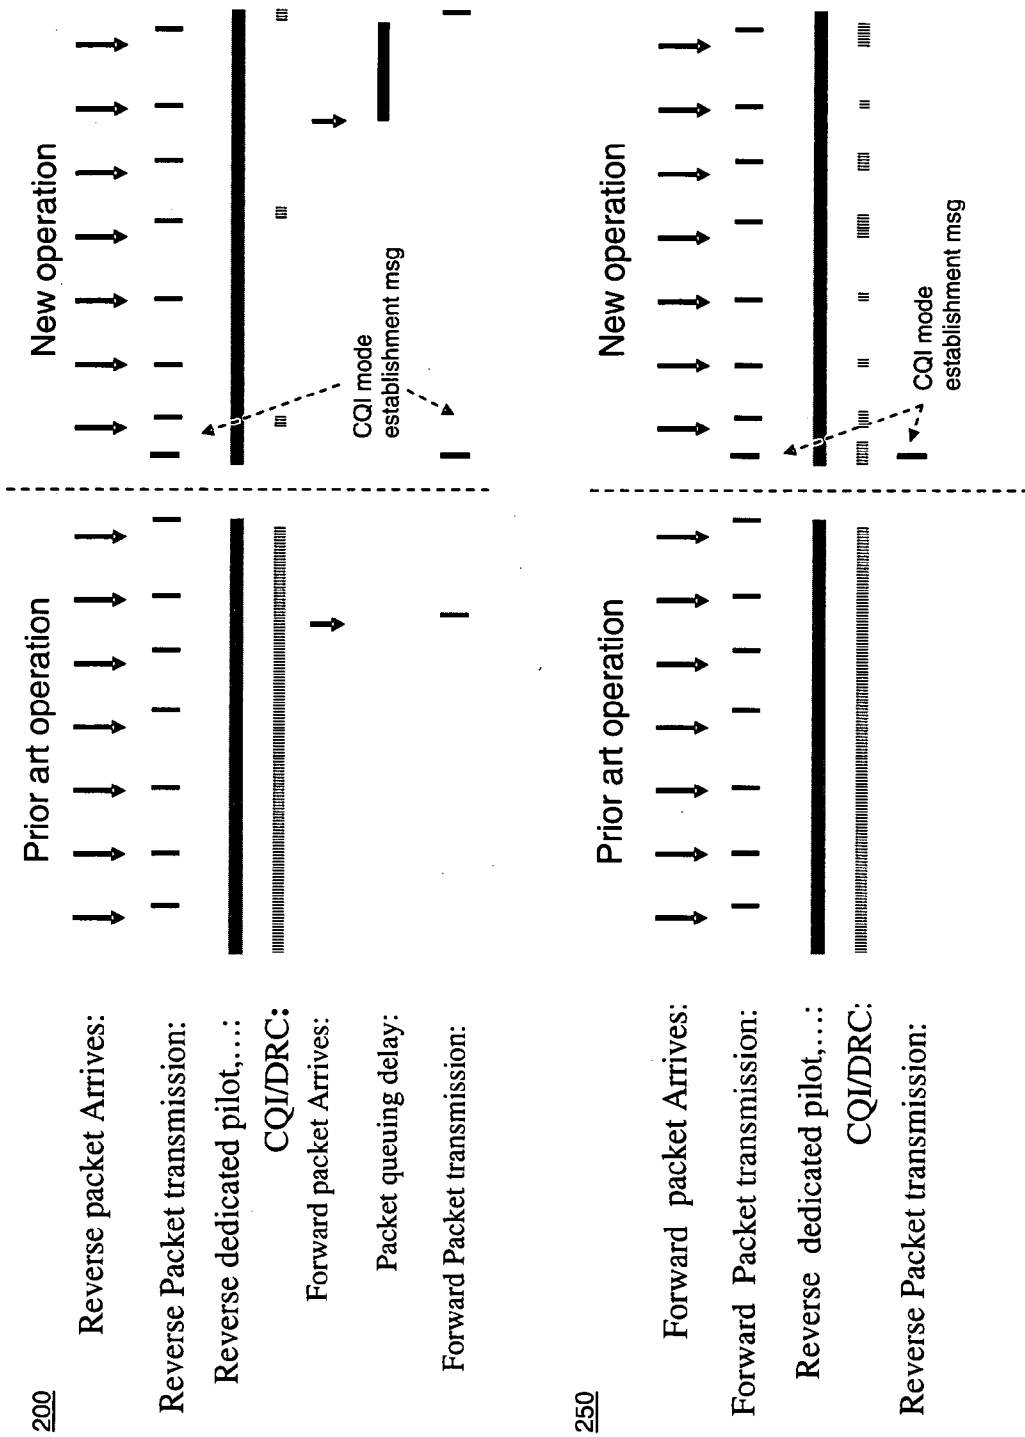 200
Prior art operation
New operation
Reverse packet Arrives:
Reverse Packet transmission:
Reverse dedicated pilot,...:
CQI/DRC:
Forward packet Arrives:
CQI mode
establishment msg
Packet queuing delay:
Forward Packet transmission:
250
Prior art operation
New operation
Forward packet Arrives:
Forward Packet transmission:
Reverse dedicated pilot,...:
CQI/DRC:
Reverse Packet transmission:
CQI mode
establishment msg